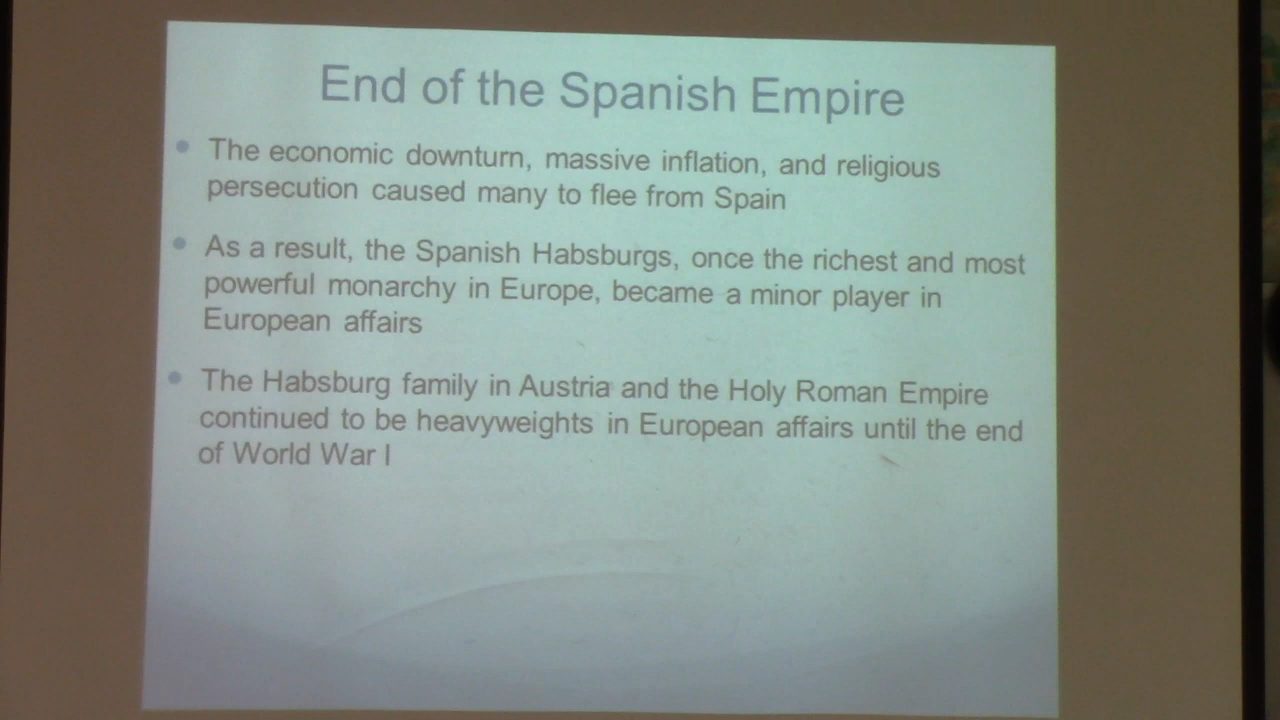 End of the Spanish Empire
The economic downturn, massive inflation, and religious
persecution caused many to flee from Spain
As a result, the Spanish Habsburgs, once the richest and most
powerful monarchy in Europe, became a minor player in
European affairs
The Habsburg family in Austria and the Holy Roman Empire
continued to be heavyweights in European affairs until the end
of World War I